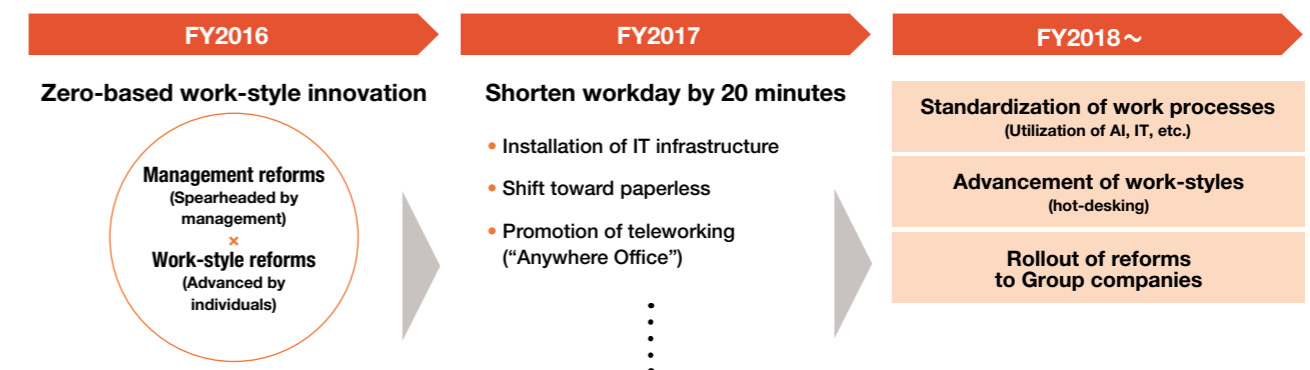 FY2016
Zero-based work-style innovation
Management reforms
(Spearheaded by
management)
×
Work-style reforms
(Advanced by
individuals)
FY2017
Shorten workday by 20 minutes
• Installation of IT infrastructure
• Shift toward paperless
• Promotion of teleworking
(“Anywhere Office”)
FY2018～
Standardization of work processes
(Utilization of AI, IT, etc.)
Advancement of work-styles
(hot-desking)
Rollout of reforms
to Group companies